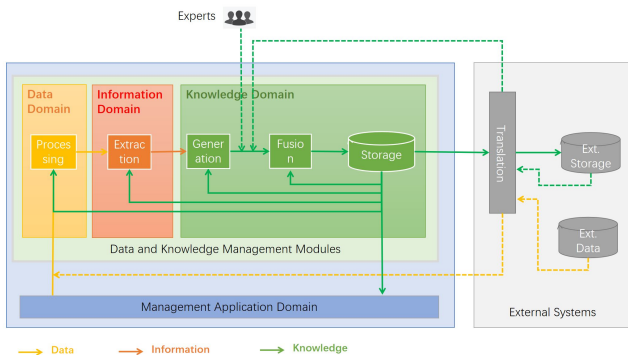 Experts
Data
Domain
Information
Domain
Knowledge Domain
Proces
sing
Extrac
tion
Gener
ation
Fusio
n
Storage
Translation
Ext.
Storage
Ext.
Data
Data and Knowledge Management Modules
Management Application Domain
External Systems
Data
Information
Knowledge